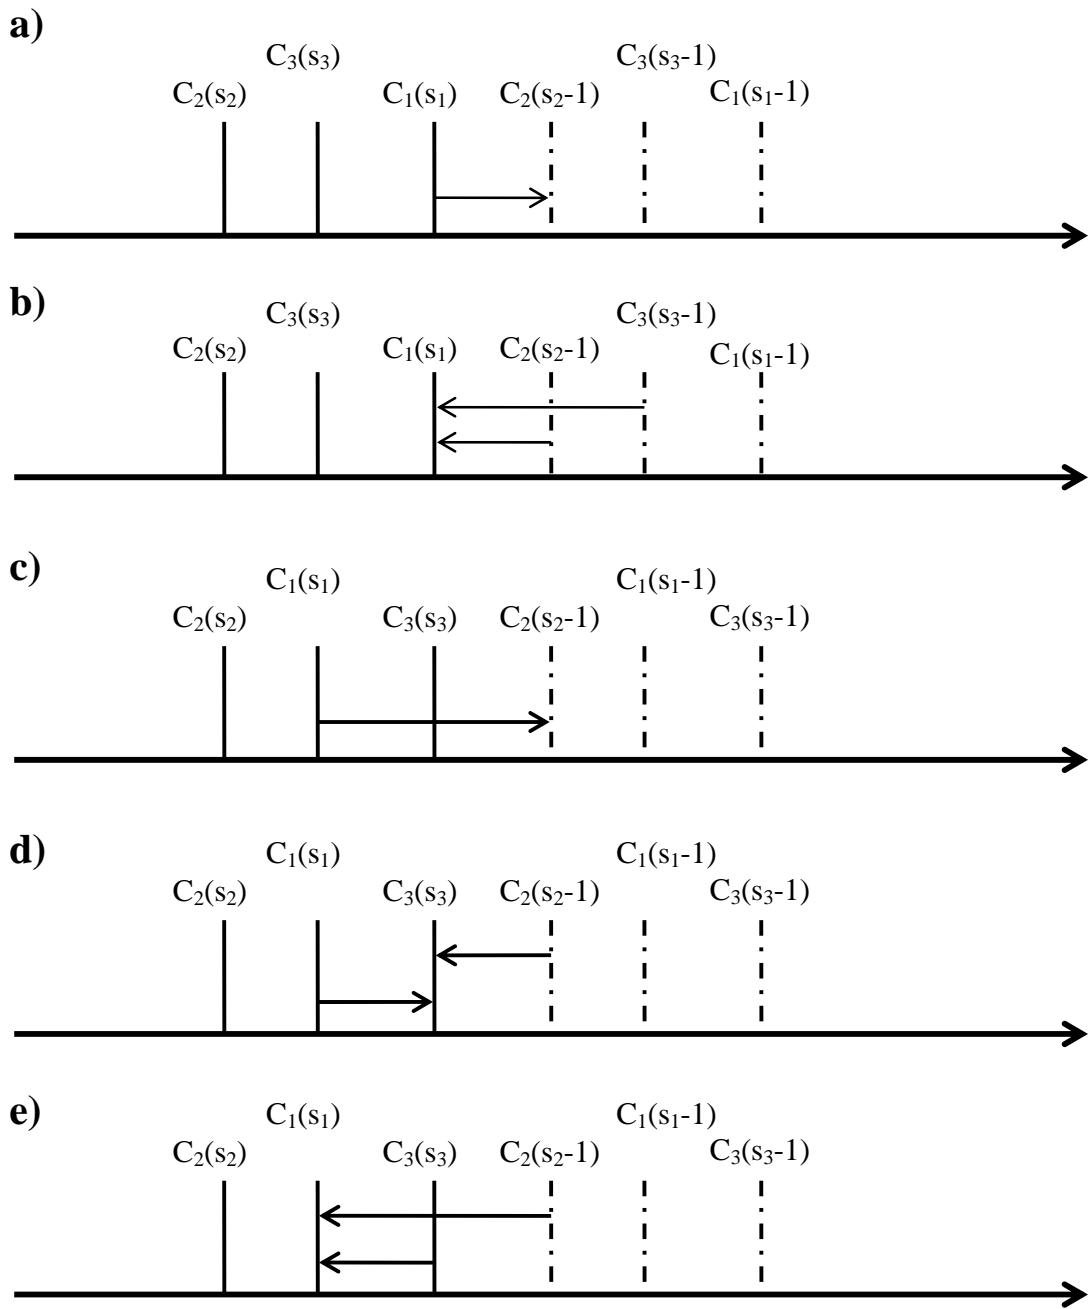 a)
C₃(s₃) C₃(s₃-1)
C₂(s₂) C₁(s₁) C₂(s₂-1) C₁(s₁-1)
b)
C₃(s₃) C₃(s₃-1)
C₂(s₂) C₁(s₁) C₂(s₂-1) C₁(s₁-1)
c)
C₁(s₁) C₁(s₁-1)
C₂(s₂) C₃(s₃) C₂(s₂-1) C₃(s₃-1)
d)
C₁(s₁) C₁(s₁-1)
C₂(s₂) C₃(s₃) C₂(s₂-1) C₃(s₃-1)
e)
C₁(s₁) C₁(s₁-1)
C₂(s₂) C₃(s₃) C₂(s₂-1) C₃(s₃-1)